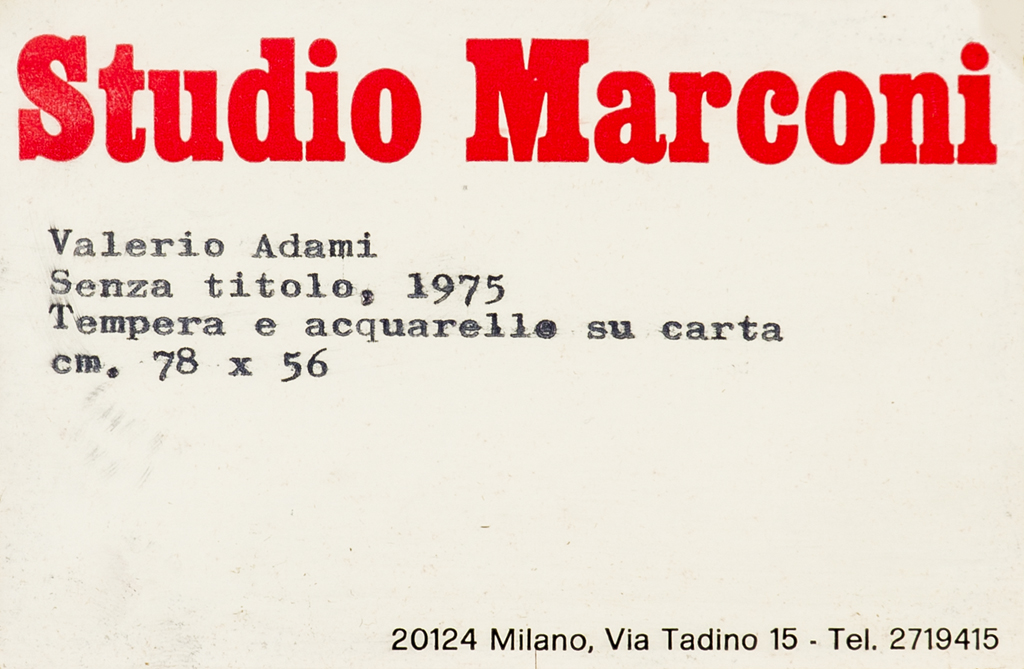 Studio Marconi
Valerio Adami
Senza titolo, 1975
Tempera e acquarello su carta
cm. 78 x 56
20124 Milano, Via Tadino 15 - Tel. 2719415